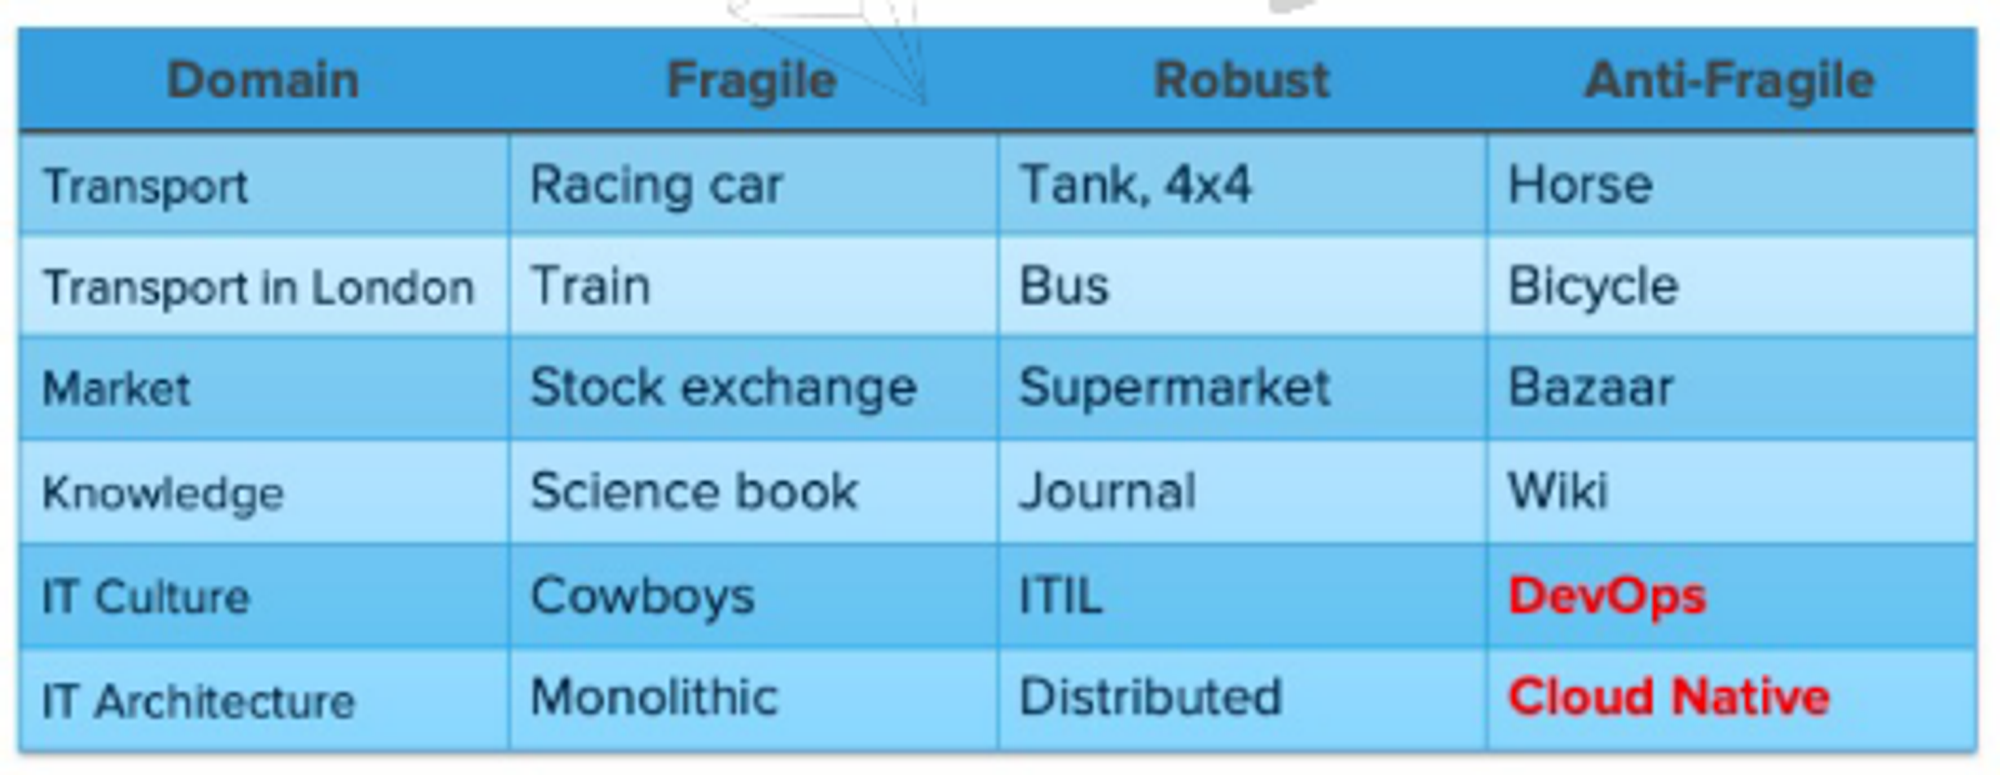 Domain Fragile Robust Anti-Fragile
Transport Racing car Tank, 4x4 Horse
Transport in London Train Bus Bicycle
Market Stock exchange Supermarket Bazaar
Knowledge Science book Journal Wiki
IT Culture Cowboys ITIL DevOps
IT Architecture Monolithic Distributed Cloud Native